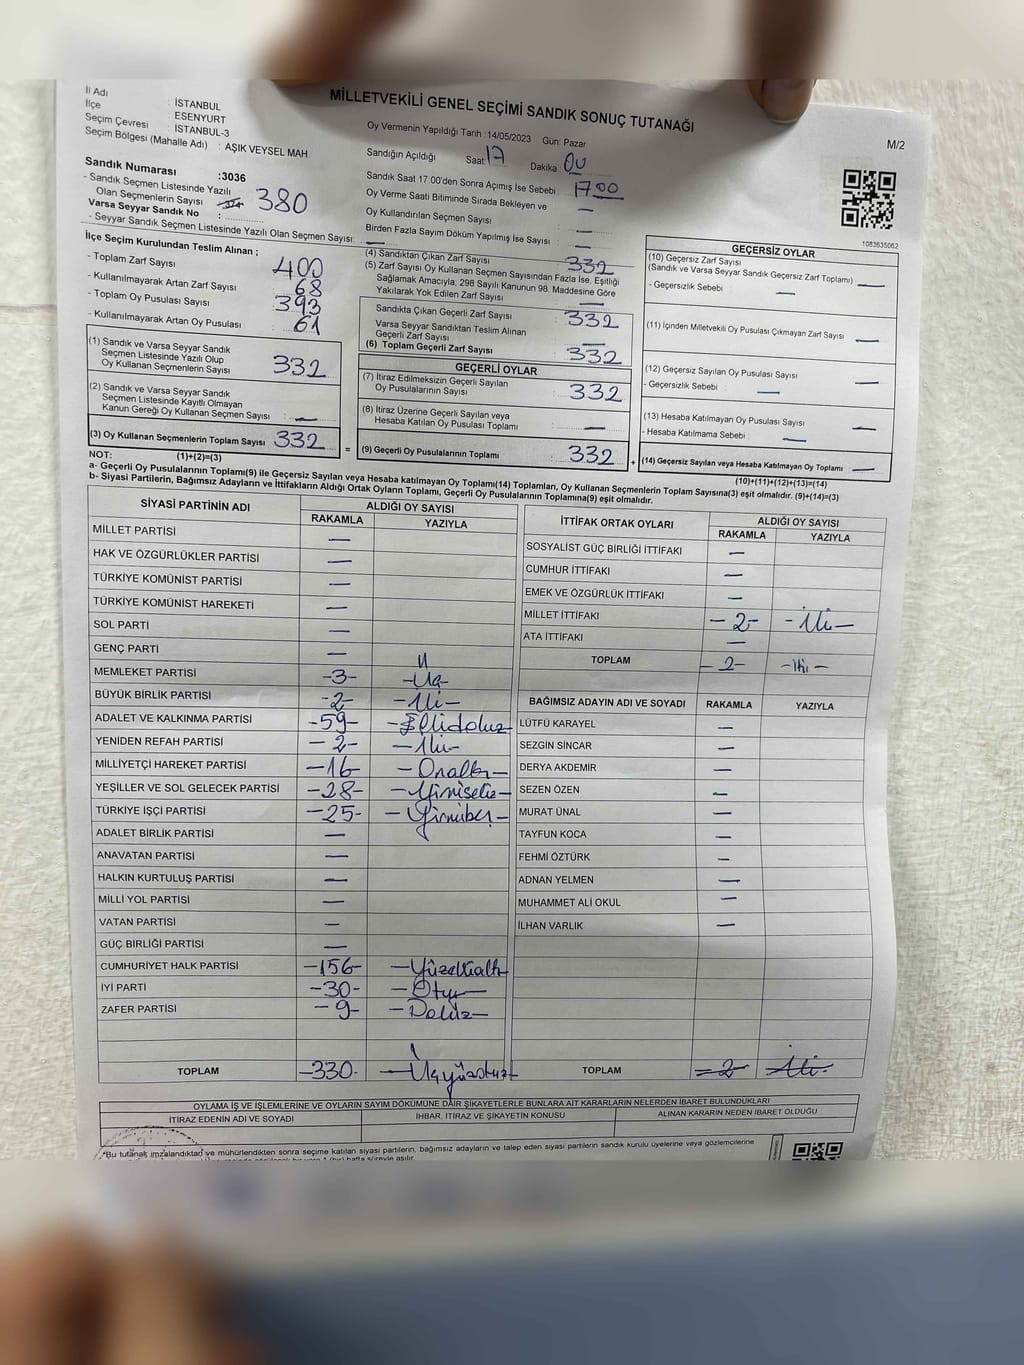 MİLLETVEKİLİ GENEL SEÇİMİ SANDIK SONUÇ TUTANAĞI
M/2
İl Adı : İSTANBUL
İlçe : ESENYURT
Seçim Çevresi : İSTANBUL-3
Seçim Bölgesi (Mahalle Adı) : AŞIK VEYSEL MAH.
Sandık Numarası :3036
- Sandık Seçmen Listesinde Yazılı
Olan Seçmenlerin Sayısı 380
Varsa Seyyar Sandık No :
- Seyyar Sandık Seçmen Listesinde Yazılı Olan Seçmen Sayısı: —
Oy Vermenin Yapıldığı Tarih :14/05/2023 Gün: Pazar
Sandığın Açıldığı Saat 17 Dakika 00
Sandık Saat 17.00'den Sonra Açımış İse Sebebi : 17 00
Oy Verme Saati Bitiminde Sırada Bekleyen ve
Oy Kullandırılan Seçmen Sayısı : —
Birden Fazla Sayım Döküm Yapılmış İse Sayısı : —
1083635062
İlçe Seçim Kurulundan Teslim Alınan ;
- Toplam Zarf Sayısı : 400
- Kullanılmayarak Artan Zarf Sayısı : 68
- Toplam Oy Pusulası Sayısı : 393
- Kullanılmayarak Artan Oy Pusulası : 61
(1) Sandık ve Varsa Seyyar Sandık
Seçmen Listesinde Yazılı Olup
Oy Kullanan Seçmenlerin Sayısı : 332
(2) Sandık ve Varsa Seyyar Sandık
Seçmen Listesinde Kayıtlı Olmayan
Kanun Gereği Oy Kullanan Seçmen Sayısı : —
(3) Oy Kullanan Seçmenlerin Toplam Sayısı : 332
(4) Sandıktan Çıkan Zarf Sayısı : 332
(5) Zarf Sayısı Oy Kullanan Seçmen Sayısından Fazla İse, Eşitliği
Sağlamak Amacıyla; 298 Sayılı Kanunun 98. Maddesine Göre
Yakılarak Yok Edilen Zarf Sayısı : —
Sandıkta Çıkan Geçerli Zarf Sayısı : 332
Varsa Seyyar Sandıktan Teslim Alınan
Geçerli Zarf Sayısı : —
(6) Toplam Geçerli Zarf Sayısı : 332
GEÇERLİ OYLAR
(7) İtiraz Edilmeksizin Geçerli Sayılan
Oy Pusulalarının Sayısı : 332
(8) İtiraz Üzerine Geçerli Sayılan veya
Hesaba Katılan Oy Pusulası Toplamı : —
= (9) Geçerli Oy Pusulalarının Toplamı : 332
GEÇERSİZ OYLAR
(10) Geçersiz Zarf Sayısı
(Sandık ve Varsa Seyyar Sandık Geçersiz Zarf Toplamı) : —
- Geçersizlik Sebebi : —
(11) İçinden Milletvekili Oy Pusulası Çıkmayan Zarf Sayısı : —
(12) Geçersiz Sayılan Oy Pusulası Sayısı : —
- Geçersizlik Sebebi : —
(13) Hesaba Katılmayan Oy Pusulası Sayısı : —
- Hesaba Katılmama Sebebi : —
+ (14) Geçersiz Sayılan veya Hesaba Katılmayan Oy Toplamı : —
NOT: (1)+(2)=(3)
(10)+(11)+(12)+(13)=(14)
a- Geçerli Oy Pusulalarının Toplamı(9) ile Geçersiz Sayılan veya Hesaba katılmayan Oy Toplamı(14) Toplamları, Oy Kullanan Seçmenlerin Toplam Sayısına(3) eşit olmalıdır. (9)+(14)=(3)
b- Siyasi Partilerin, Bağımsız Adayların ve İttifakların Aldığı Ortak Oyların Toplamı, Geçerli Oy Pusulalarının Toplamına(9) eşit olmalıdır.
SİYASİ PARTİNİN ADI ALDIĞI OY SAYISI
RAKAMLA YAZIYLA
MİLLET PARTİSİ —
HAK VE ÖZGÜRLÜKLER PARTİSİ —
TÜRKİYE KOMÜNİST PARTİSİ —
TÜRKİYE KOMÜNİST HAREKETİ —
SOL PARTİ —
GENÇ PARTİ —
MEMLEKET PARTİSİ -3- -Üç-
BÜYÜK BİRLİK PARTİSİ -2- -İki-
ADALET VE KALKINMA PARTİSİ -59- -Ellidokuz-
YENİDEN REFAH PARTİSİ -2- -İki-
MİLLİYETÇİ HAREKET PARTİSİ -16- -Onaltı-
YEŞİLLER VE SOL GELECEK PARTİSİ -28- -Yirmisekiz-
TÜRKİYE İŞÇİ PARTİSİ -25- -Yirmibeş-
ADALET BİRLİK PARTİSİ —
ANAVATAN PARTİSİ —
HALKIN KURTULUŞ PARTİSİ —
MİLLİ YOL PARTİSİ —
VATAN PARTİSİ —
GÜÇ BİRLİĞİ PARTİSİ —
CUMHURİYET HALK PARTİSİ -156- -Yüzellialtı-
İYİ PARTİ -30- -Otuz-
ZAFER PARTİSİ -9- -Dokuz-
TOPLAM -330- -Üçyüzotuz-
İTTİFAK ORTAK OYLARI ALDIĞI OY SAYISI
RAKAMLA YAZIYLA
SOSYALİST GÜÇ BİRLİĞİ İTTİFAKI —
CUMHUR İTTİFAKI —
EMEK VE ÖZGÜRLÜK İTTİFAKI —
MİLLET İTTİFAKI -2- -İki-
ATA İTTİFAKI —
TOPLAM -2- -İki-
BAĞIMSIZ ADAYIN ADI VE SOYADI RAKAMLA YAZIYLA
LÜTFÜ KARAYEL —
SEZGİN SİNCAR —
DERYA AKDEMİR —
SEZEN ÖZEN —
MURAT ÜNAL —
TAYFUN KOCA —
FEHMİ ÖZTÜRK —
ADNAN YELMEN —
MUHAMMET ALİ OKUL —
İLHAN VARLIK —
TOPLAM -2- -İki-
OYLAMA İŞ VE İŞLEMLERİNE VE OYLARIN SAYIM DÖKÜMÜNE DAİR ŞİKAYETLERLE BUNLARA AİT KARARLARIN NELERDEN İBARET BULUNDUKLARI
İTİRAZ EDENİN ADI VE SOYADI İHBAR, İTİRAZ VE ŞİKAYETİN KONUSU ALINAN KARARIN NEDEN İBARET OLDUĞU
*Bu tutanak imzalandıktan ve mühürlendikten sonra seçime katılan siyasi partilerin, bağımsız adayların ve talep eden siyasi partilerin sandık kurulu üyelerine veya gözlemcilerine